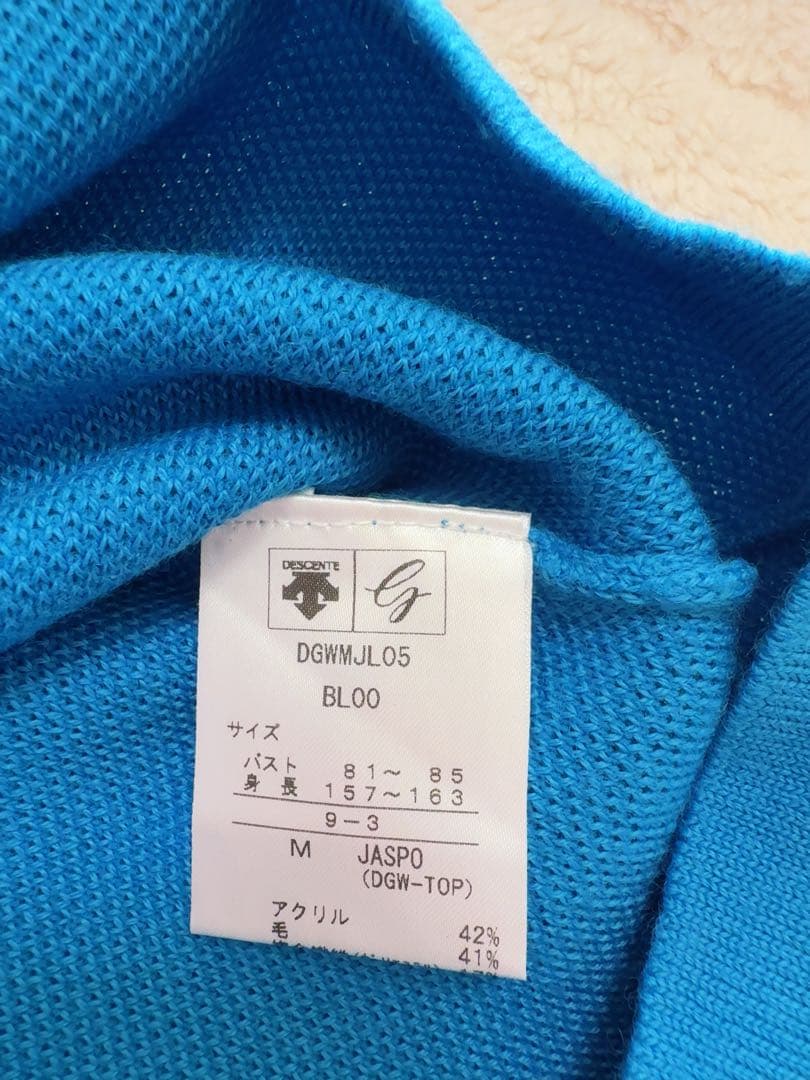 DESCENTE
DGWMJL05
BL00
サイズ
バスト 81〜 85
身長 157〜163
9-3
M JASPO
(DGW-TOP)
アクリル 42%
毛 41%